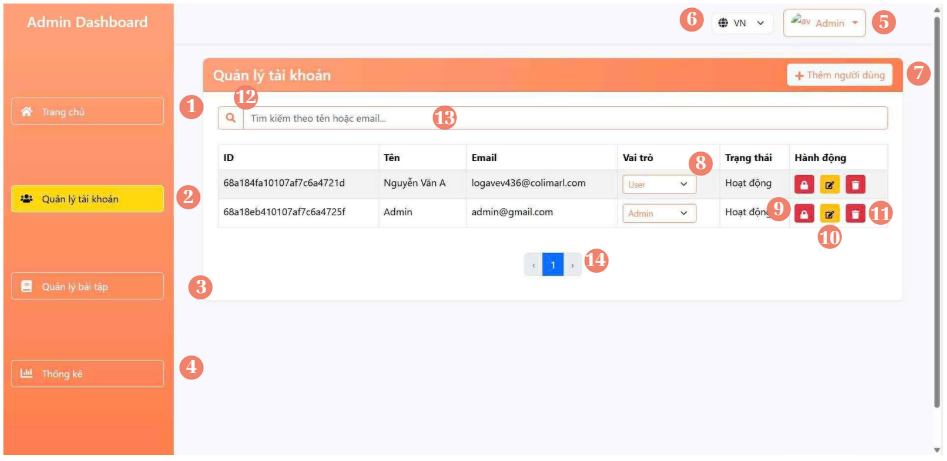 Admin Dashboard
6
VN
av Admin
5
Quản lý tài khoản
Thêm người dùng
7
1
12
Trang chủ
Tìm kiếm theo tên hoặc email...
13
ID Tên Email Vai trò Trạng thái Hành động
8
68a184fa10107af7c6a4721d Nguyễn Văn A logavev436@colimarl.com User Hoạt động
2
Quản lý tài khoản
68a18eb410107af7c6a4725f Admin admin@gmail.com Admin Hoạt động
9
11
10
‹ 1 › 14
Quản lý bài tập
3
4
Thống kê